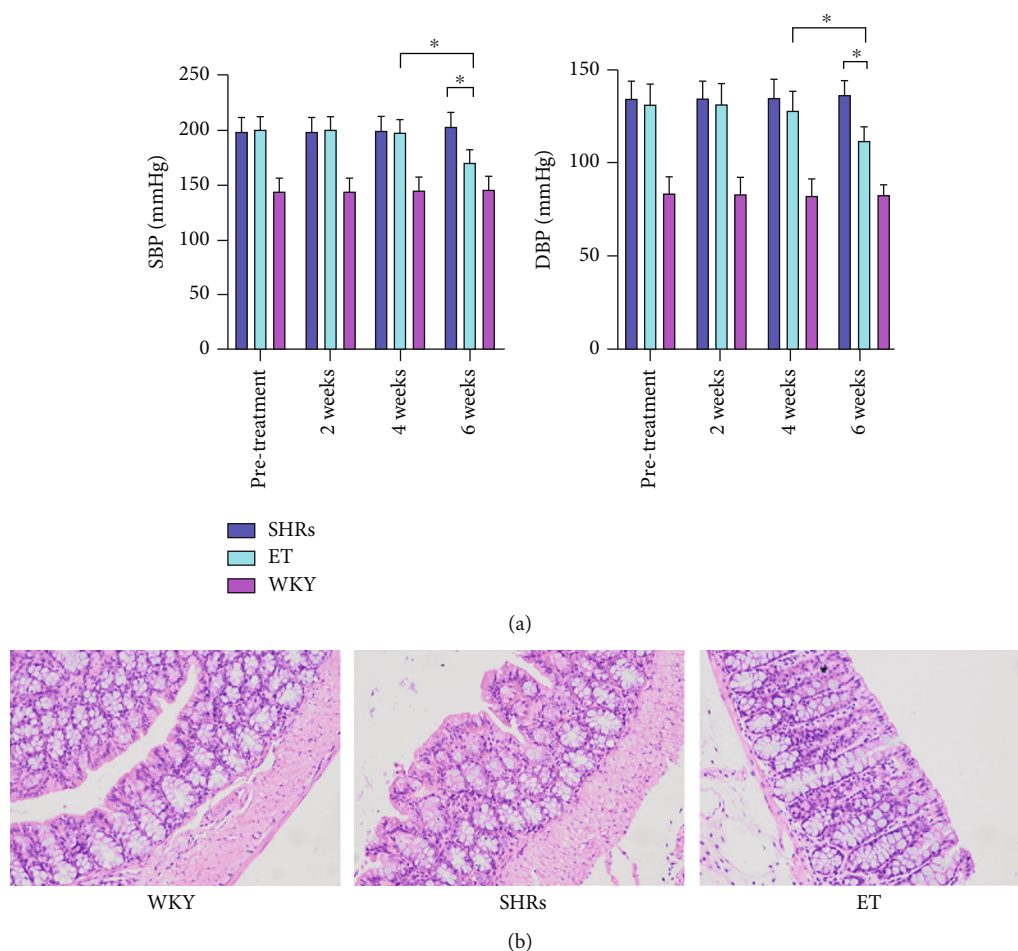 *
*
250
200
150
100
50
0
SBP (mmHg)
Pre-treatment
2 weeks
4 weeks
6 weeks
*
*
150
100
50
0
DBP (mmHg)
Pre-treatment
2 weeks
4 weeks
6 weeks
SHRs
ET
WKY
(a)
WKY
SHRs
ET
(b)